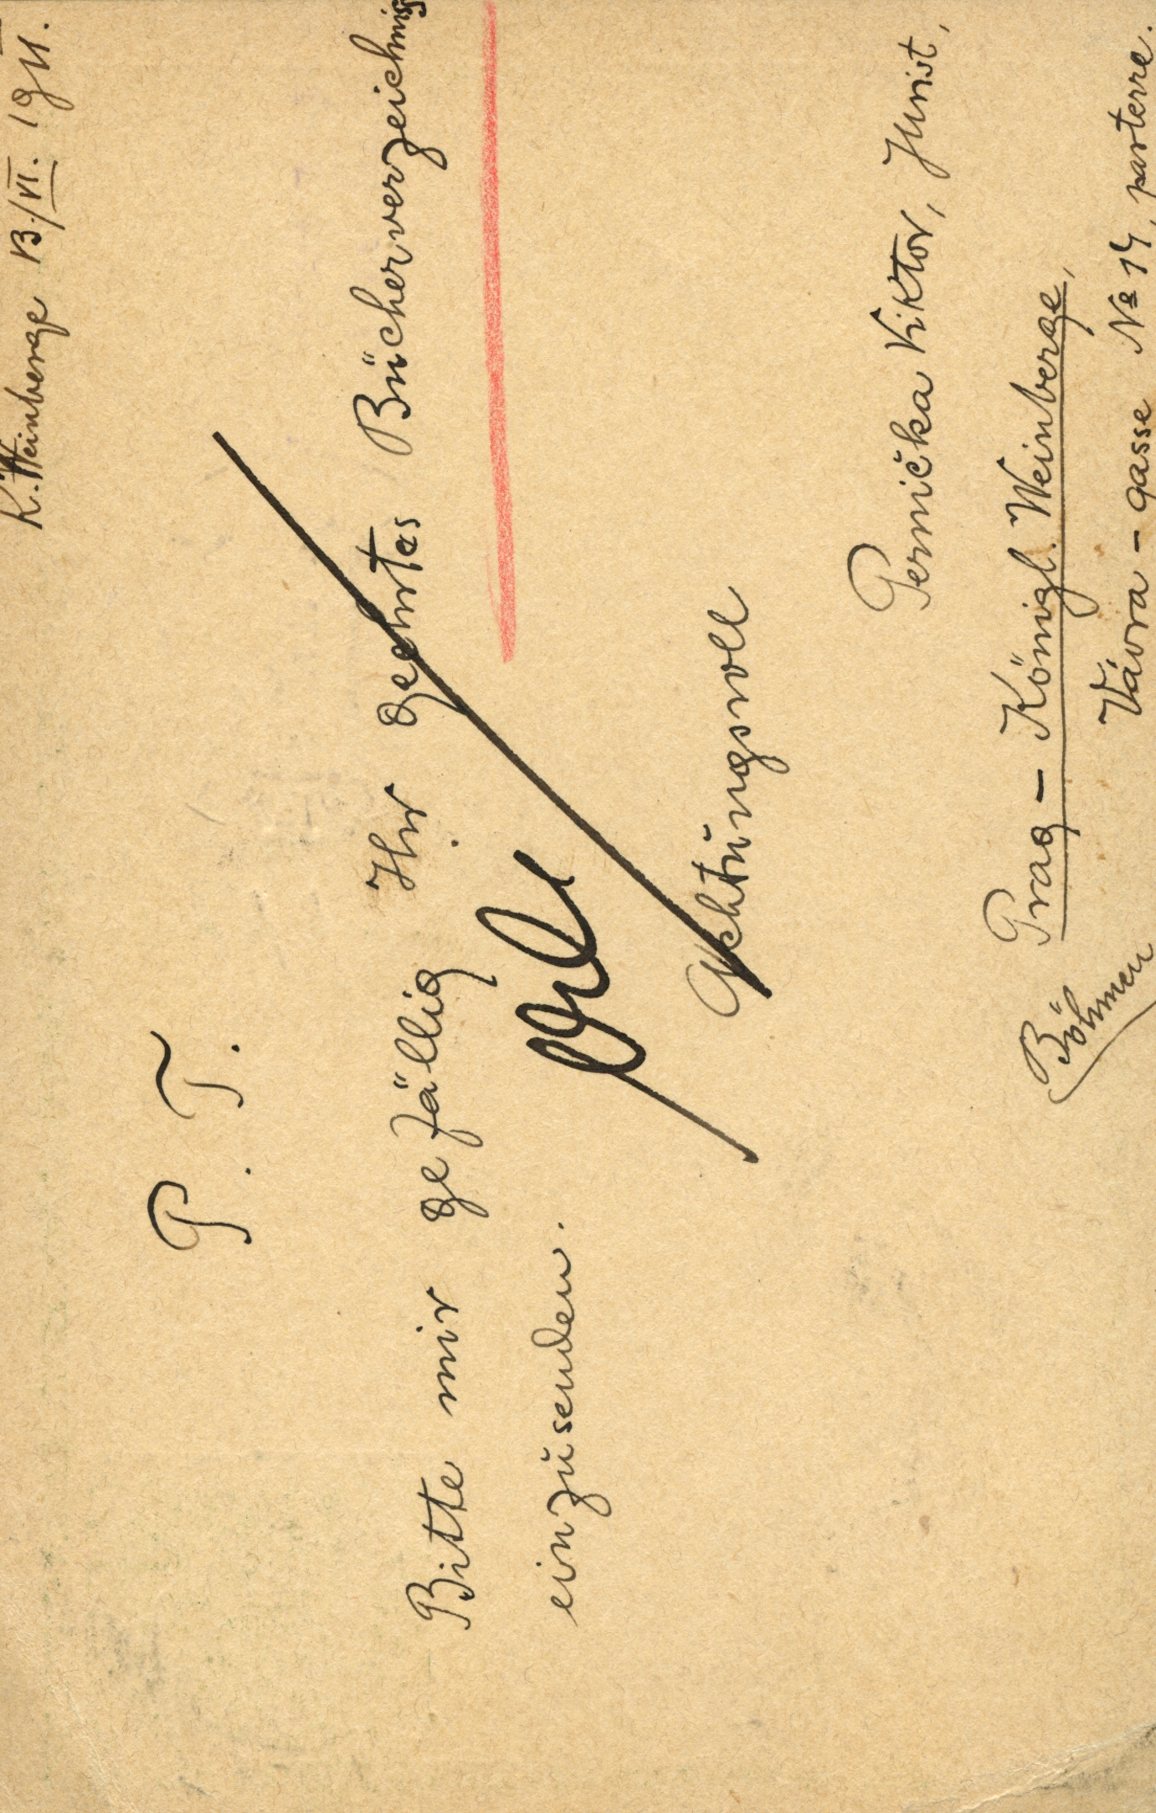 K. Weinberge 13./VI. 1911.
P. T.
Bitte mir gefällig Ihr geehrtes Bücherverzeichniss
einzusenden.
Achtungsvoll
Pernička Viktor, Jurist,
Prag - Königl. Weinberge,
Böhmen
Vávra - gasse № 14, parterre.